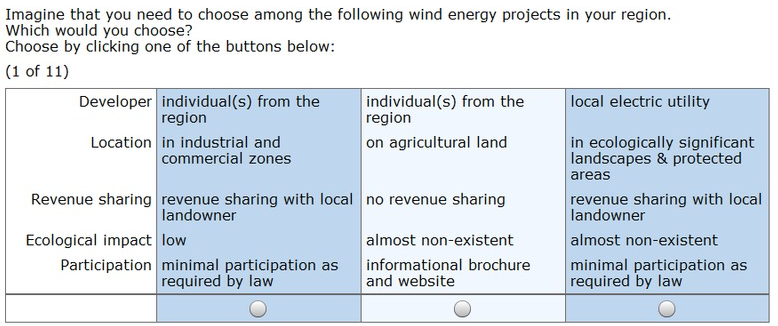 Imagine that you need to choose among the following wind energy projects in your region.
Which would you choose?
Choose by clicking one of the buttons below:
(1 of 11)
Developer individual(s) from the region individual(s) from the region local electric utility
Location in industrial and commercial zones on agricultural land in ecologically significant landscapes & protected areas
Revenue sharing revenue sharing with local landowner no revenue sharing revenue sharing with local landowner
Ecological impact low almost non-existent almost non-existent
Participation minimal participation as required by law informational brochure and website minimal participation as required by law